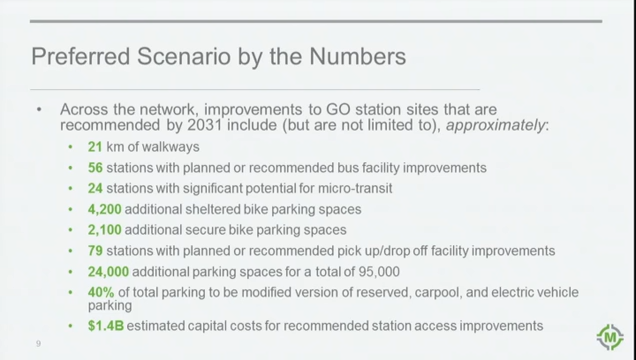 Preferred Scenario by the Numbers
• Across the network, improvements to GO station sites that are
recommended by 2031 include (but are not limited to), approximately:
• 21 km of walkways
• 56 stations with planned or recommended bus facility improvements
• 24 stations with significant potential for micro-transit
• 4,200 additional sheltered bike parking spaces
• 2,100 additional secure bike parking spaces
• 79 stations with planned or recommended pick up/drop off facility improvements
• 24,000 additional parking spaces for a total of 95,000
• 40% of total parking to be modified version of reserved, carpool, and electric vehicle
parking
• $1.4B estimated capital costs for recommended station access improvements
9
M